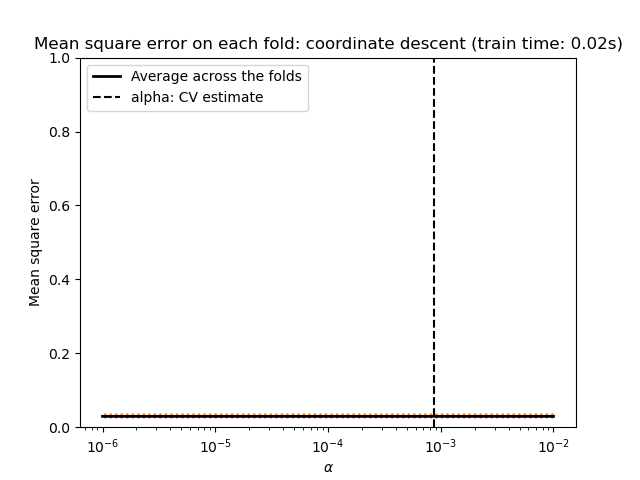 Mean square error on each fold: coordinate descent (train time: 0.02s)
Average across the folds
alpha: CV estimate
Mean square error
1.0
0.8
0.6
0.4
0.2
0.0
10⁻⁶
10⁻⁵
10⁻⁴
10⁻³
10⁻²
α